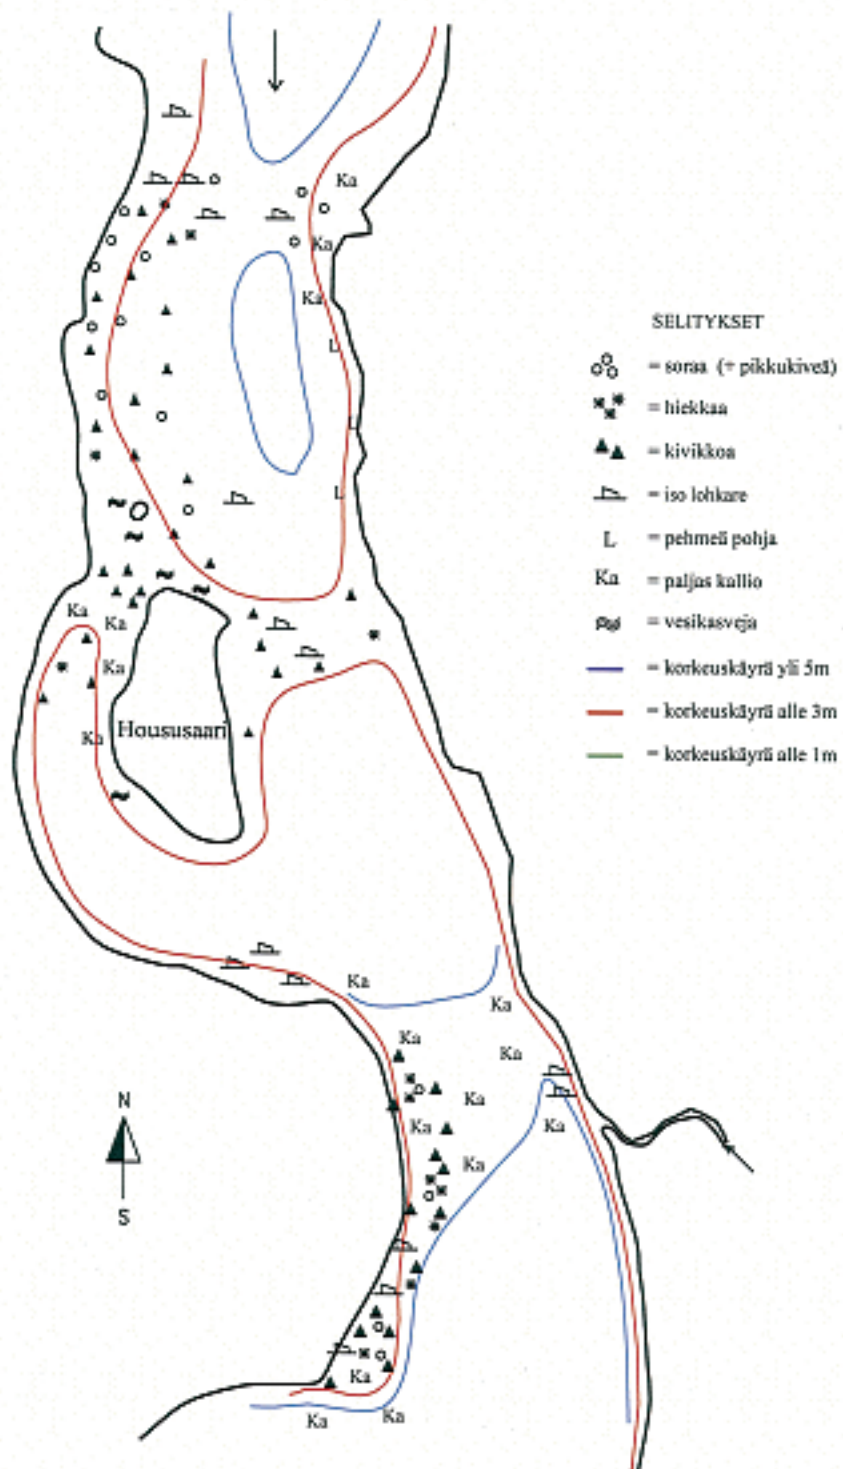 Ka
Ka
Ka
L
L
L
Ka
Ka
Ka
Ka
Housusaari
Ka
Ka
Ka
Ka
Ka
Ka
Ka
Ka
Ka
Ka
Ka
N
S
SELITYKSET
= soraa (+ pikkukiveä)
= hiekkaa
= kivikkoa
= iso lohkare
L = pehmeä pohja
Ka = paljas kallio
= vesikasveja
= korkeuskäyrä yli 5m
= korkeuskäyrä alle 3m
= korkeuskäyrä alle 1m